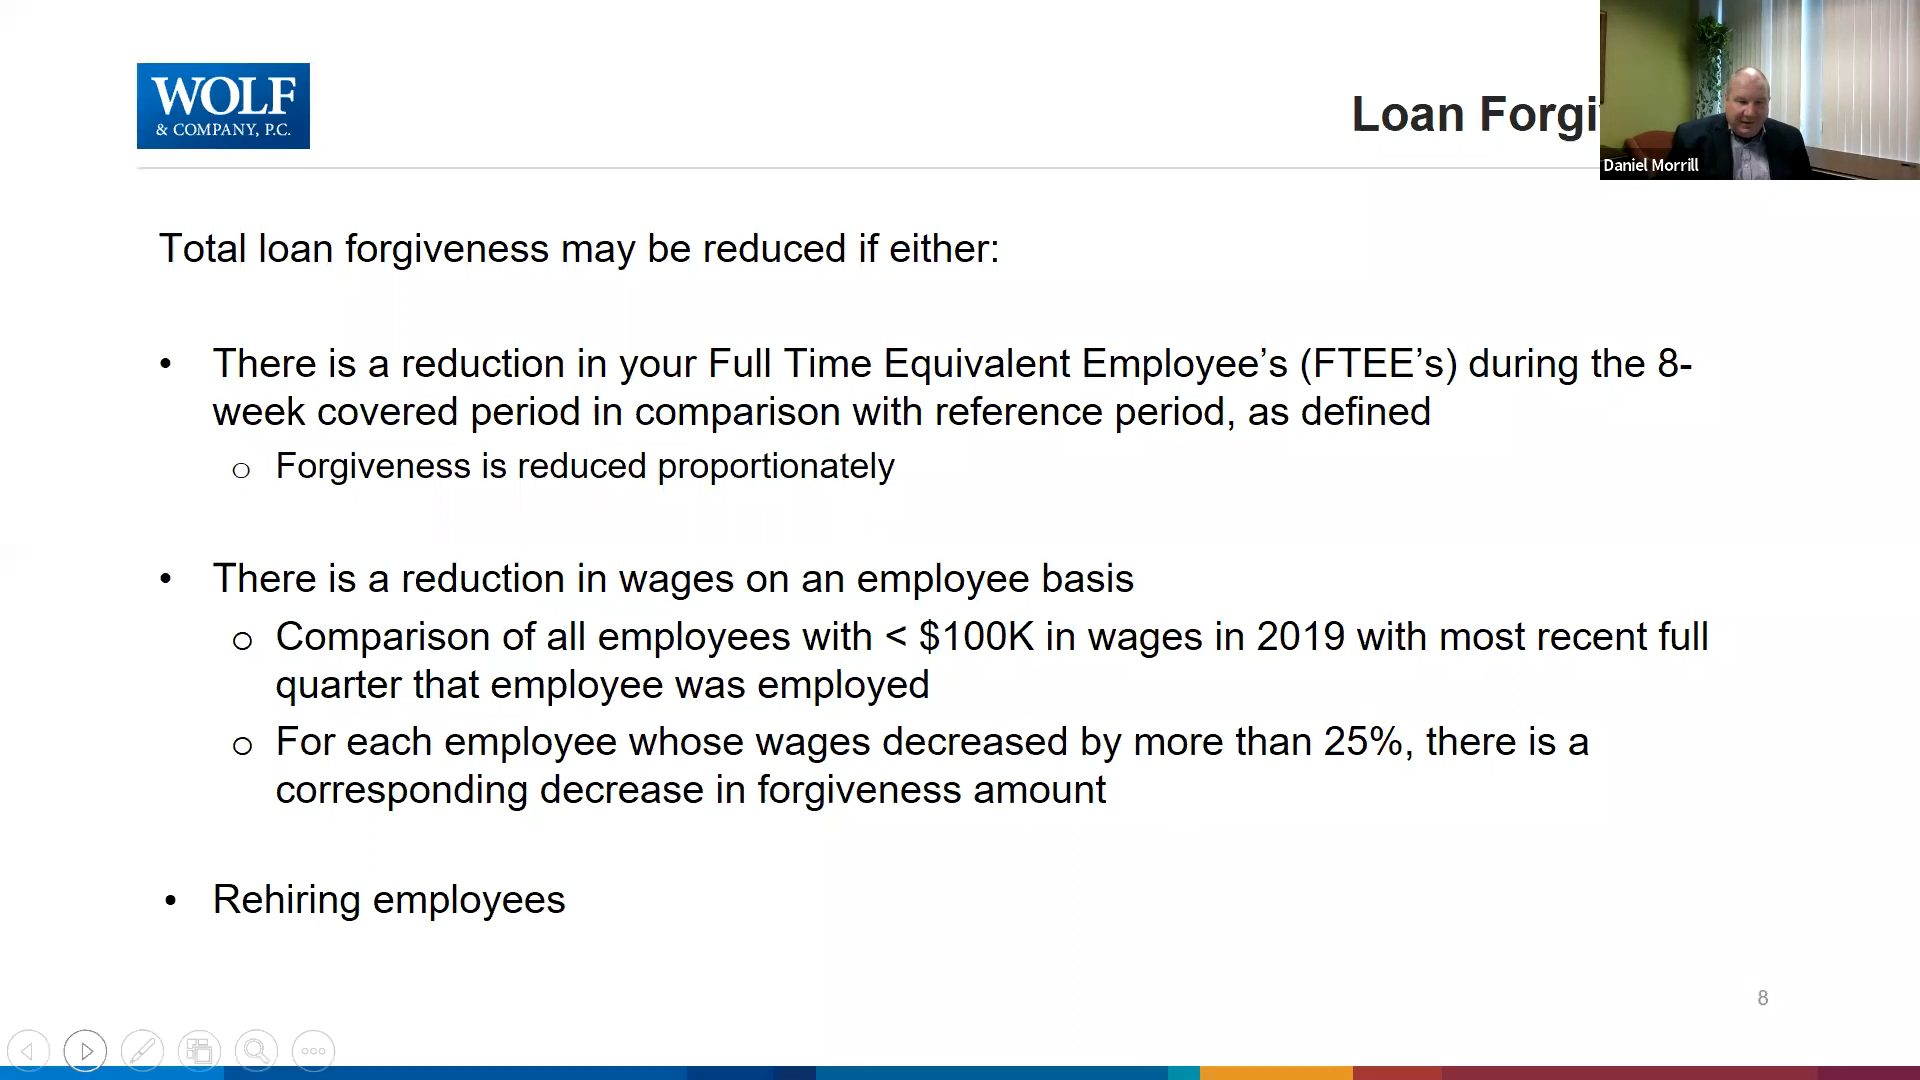 WOLF
& COMPANY, P.C.
Loan Forgi
Daniel Morrill
Total loan forgiveness may be reduced if either:
• There is a reduction in your Full Time Equivalent Employee’s (FTEE’s) during the 8-
week covered period in comparison with reference period, as defined
o Forgiveness is reduced proportionately
• There is a reduction in wages on an employee basis
o Comparison of all employees with < $100K in wages in 2019 with most recent full
quarter that employee was employed
o For each employee whose wages decreased by more than 25%, there is a
corresponding decrease in forgiveness amount
• Rehiring employees
8